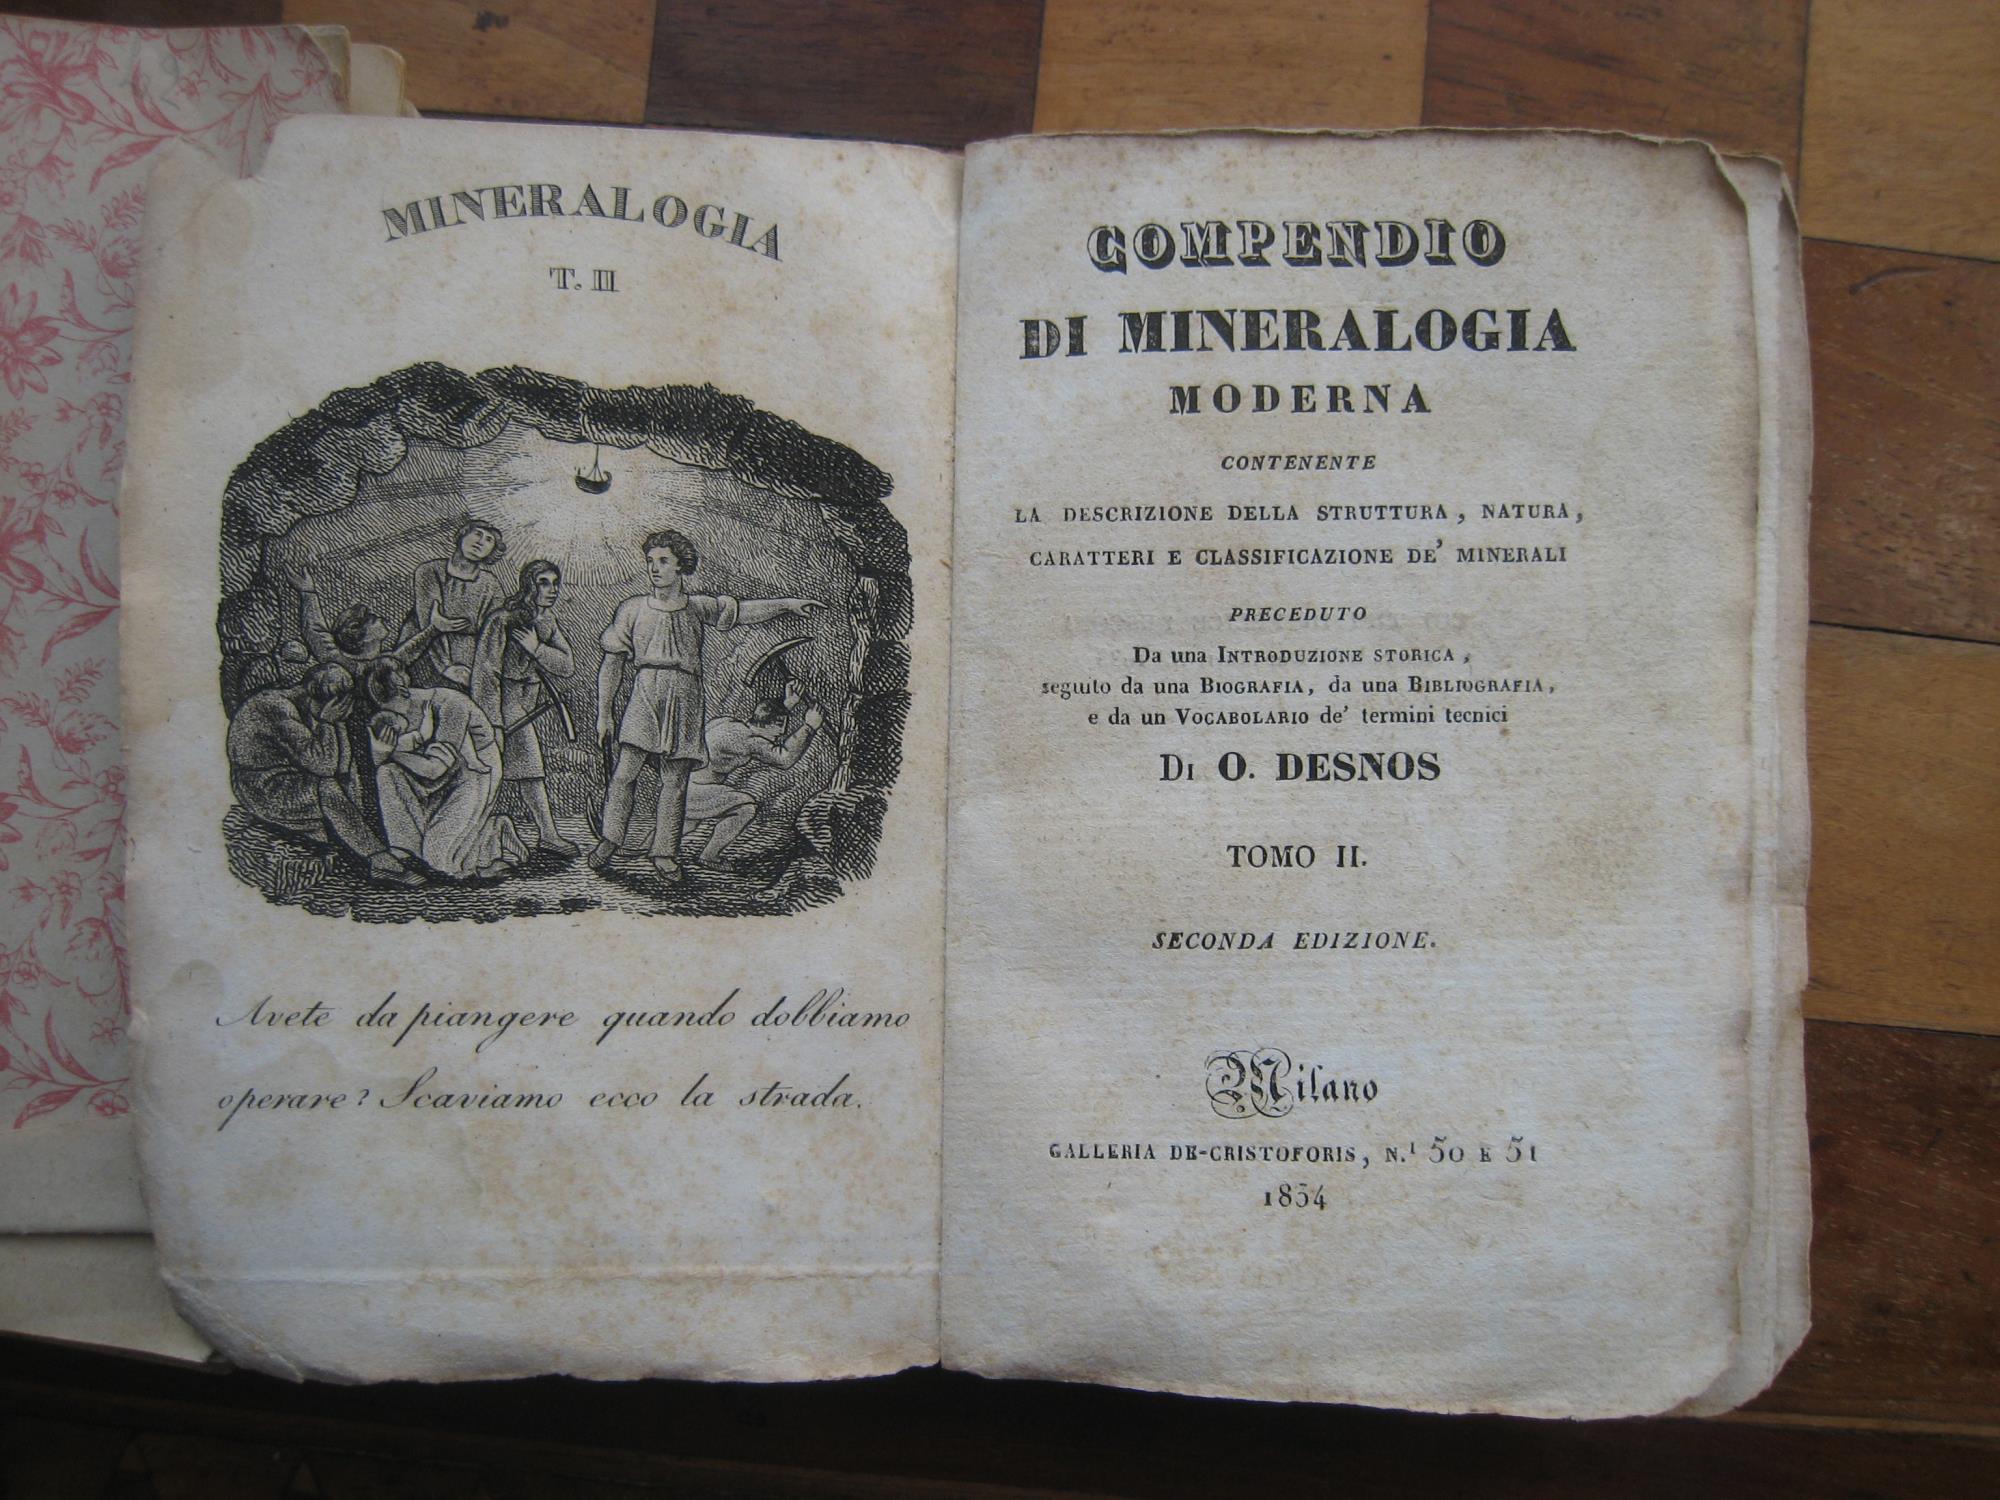 MINERALOGIA
T. II
Avete da piangere quando dobbiamo
operare? Scaviamo ecco la strada.
COMPENDIO
DI MINERALOGIA
MODERNA
CONTENENTE
LA DESCRIZIONE DELLA STRUTTURA, NATURA,
CARATTERI E CLASSIFICAZIONE DE' MINERALI
PRECEDUTO
Da una INTRODUZIONE STORICA,
seguito da una BIOGRAFIA, da una BIBLIOGRAFIA,
e da un VOCABOLARIO de' termini tecnici
DI O. DESNOS
TOMO II.
SECONDA EDIZIONE.
Milano
GALLERIA DE-CRISTOFORIS, N.I 50 E 51
1834